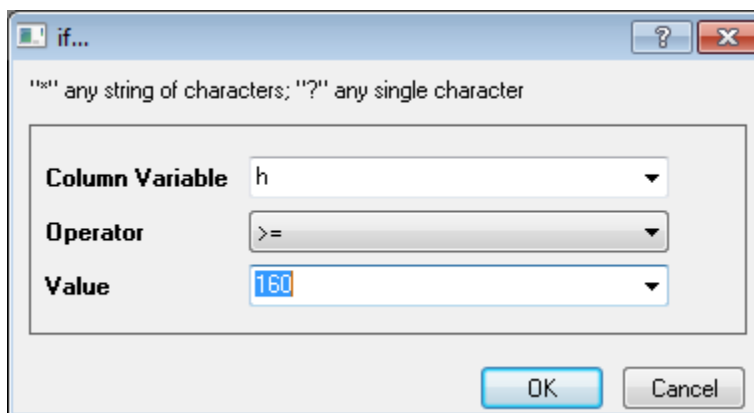 if...
"*" any string of characters; "?" any single character
Column Variable h
Operator >=
Value 160
OK Cancel